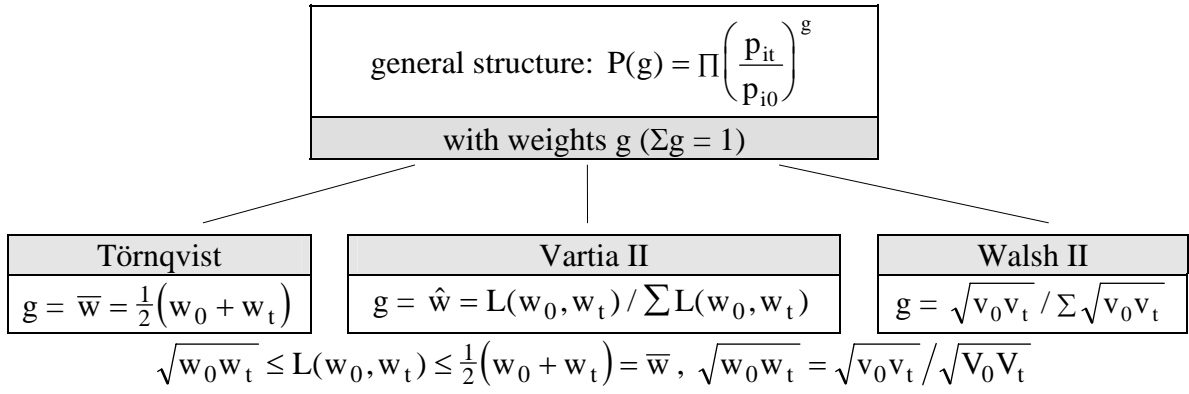 general structure: P(g) = ∏(p_it / p_i0)^g
with weights g (Σg = 1)
Törnqvist
g = w̅ = ½(w_0 + w_t)
Vartia II
g = ŵ = L(w_0, w_t) / ∑ L(w_0, w_t)
Walsh II
g = √(v_0 v_t) / Σ √(v_0 v_t)
√(w_0 w_t) ≤ L(w_0, w_t) ≤ ½(w_0 + w_t) = w̅ , √(w_0 w_t) = √(v_0 v_t) / √(V_0 V_t)